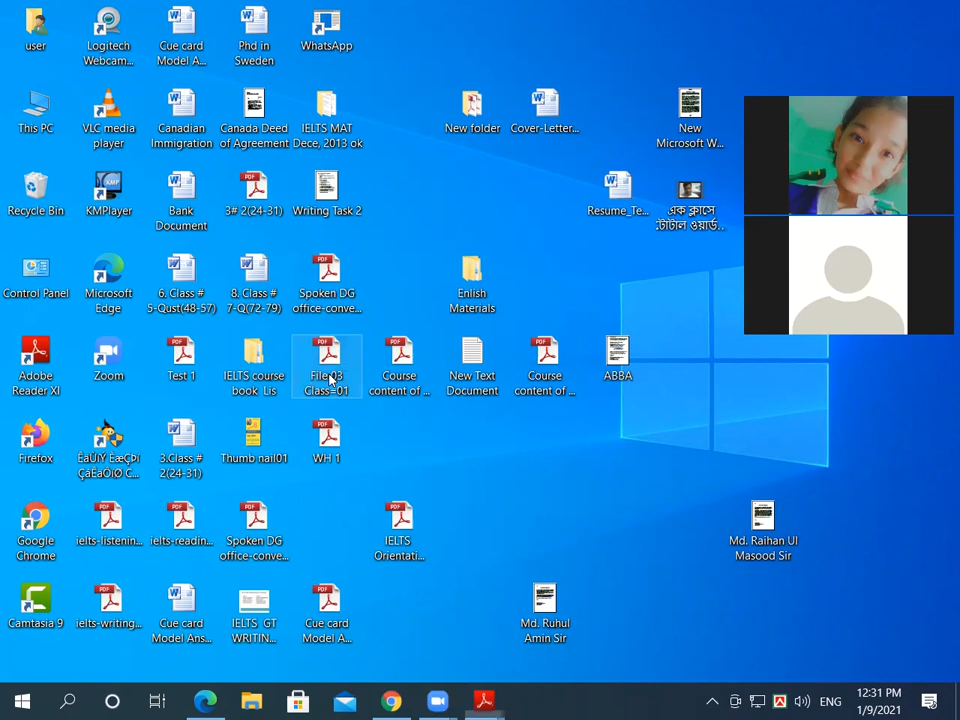 user
Logitech
Webcam...
Cue card
Model A...
Phd in
Sweden
WhatsApp
This PC
VLC media
player
Canadian
Immigration
Canada Deed
of Agreement
IELTS MAT
Dece, 2013 ok
New folder
Cover-Letter...
New
Microsoft W...
Recycle Bin
KMPlayer
Bank
Document
3# 2(24-31)
Writing Task 2
Resume_Te...
এক ক্লাসে
টোটাল ওয়ার্ড..
Control Panel
Microsoft
Edge
6. Class #
5-Qust(48-57)
8. Class #
7-Q(72-79)
Spoken DG
office-conve...
Enlish
Materials
Adobe
Reader XI
Zoom
Test 1
IELTS course
book Lis
File 03
Class=01
Course
content of ...
New Text
Document
Course
content of ...
ABBA
Firefox
3.Class #
2(24-31)
Thumb nail01
WH 1
Google
Chrome
ielts-listenin...
ielts-readin...
Spoken DG
office-conve...
IELTS
Orientati...
Md. Raihan Ul
Masood Sir
Camtasia 9
ielts-writing...
Cue card
Model Ans...
IELTS GT
WRITIN...
Cue card
Model A...
Md. Ruhul
Amin Sir
ENG
12:31 PM
1/9/2021